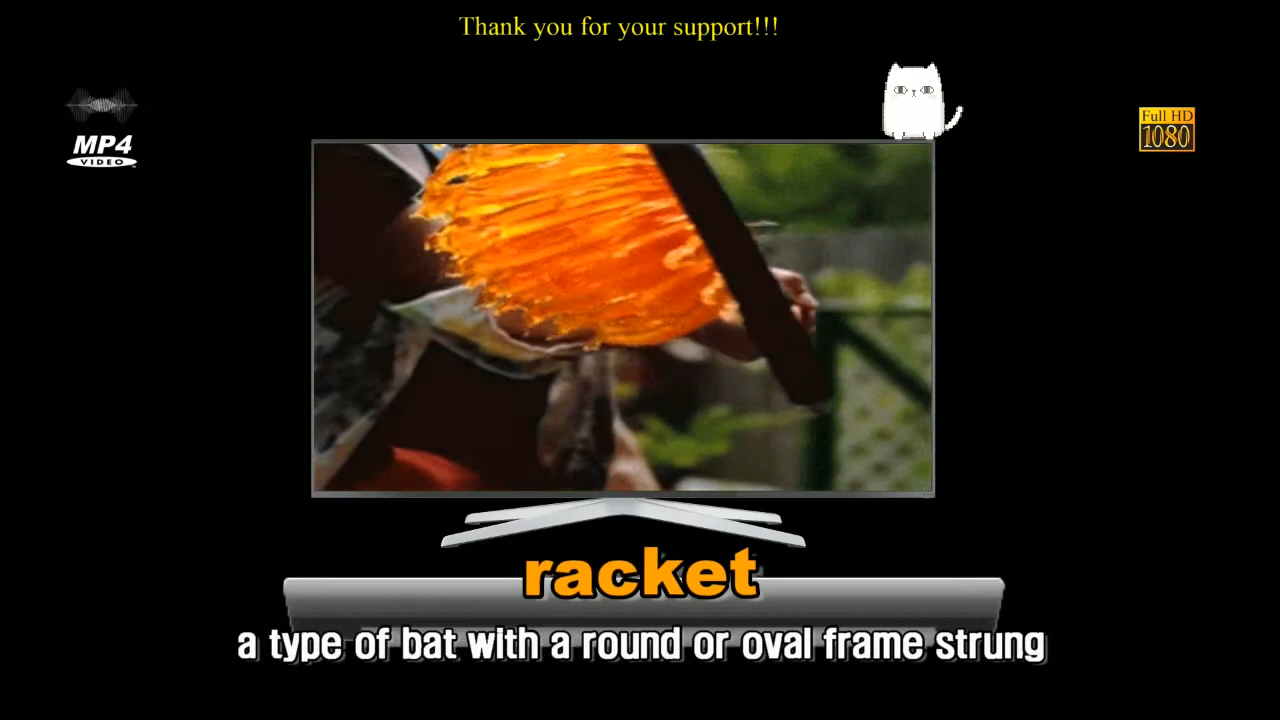 Thank you for your support!!!
MP4
VIDEO
Full HD
1080
racket
a type of bat with a round or oval frame strung